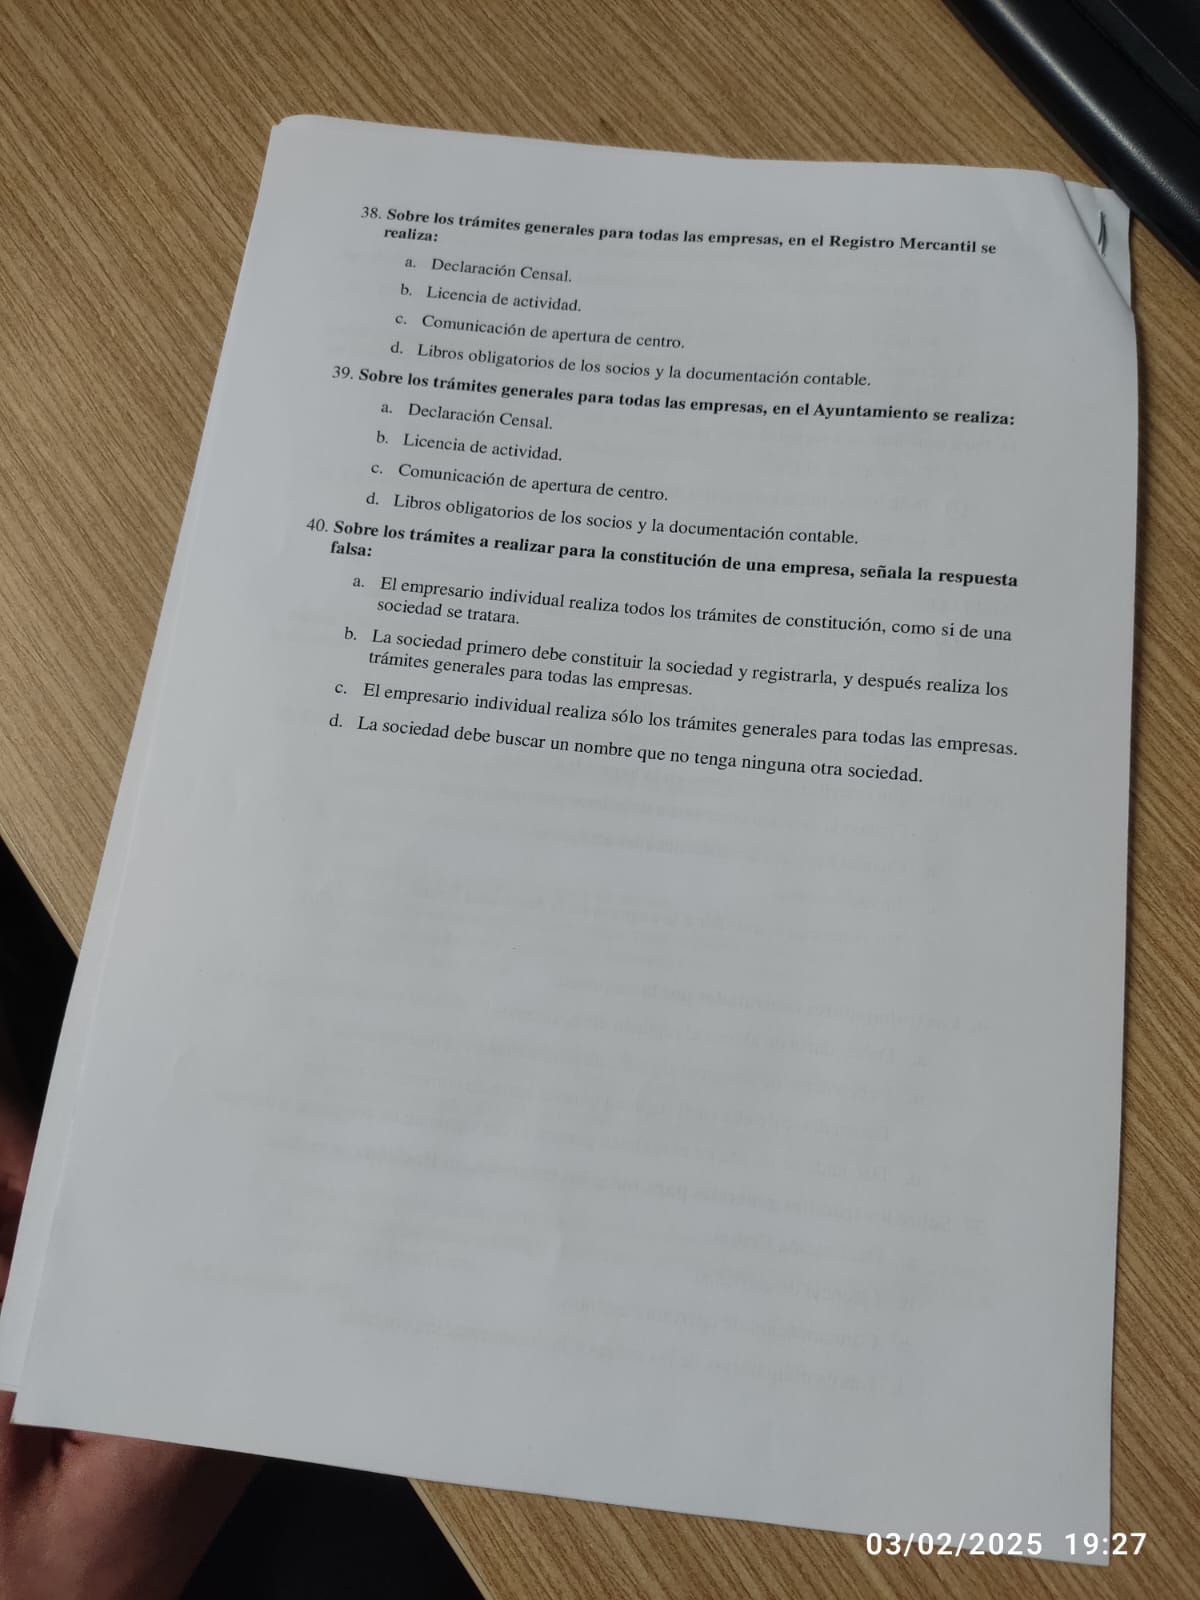 38. Sobre los trámites generales para todas las empresas, en el Registro Mercantil se
realiza:
a. Declaración Censal.
b. Licencia de actividad.
c. Comunicación de apertura de centro.
d. Libros obligatorios de los socios y la documentación contable.
39. Sobre los trámites generales para todas las empresas, en el Ayuntamiento se realiza:
a. Declaración Censal.
b. Licencia de actividad.
c. Comunicación de apertura de centro.
d. Libros obligatorios de los socios y la documentación contable.
40. Sobre los trámites a realizar para la constitución de una empresa, señala la respuesta
falsa:
a. El empresario individual realiza todos los trámites de constitución, como si de una
sociedad se tratara.
b. La sociedad primero debe constituir la sociedad y registrarla, y después realiza los
trámites generales para todas las empresas.
c. El empresario individual realiza sólo los trámites generales para todas las empresas.
d. La sociedad debe buscar un nombre que no tenga ninguna otra sociedad.
03/02/2025 19:27